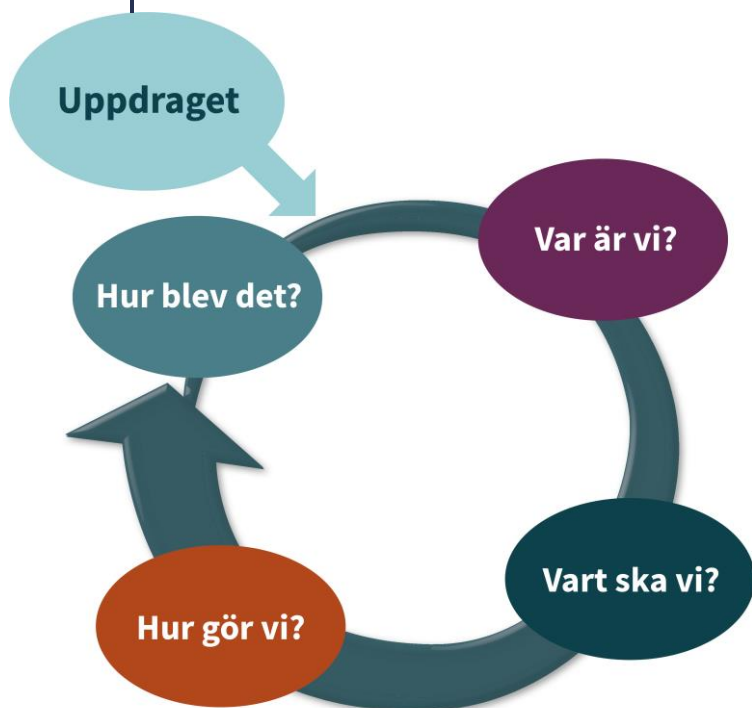 Uppdraget
Var är vi?
Hur blev det?
Vart ska vi?
Hur gör vi?